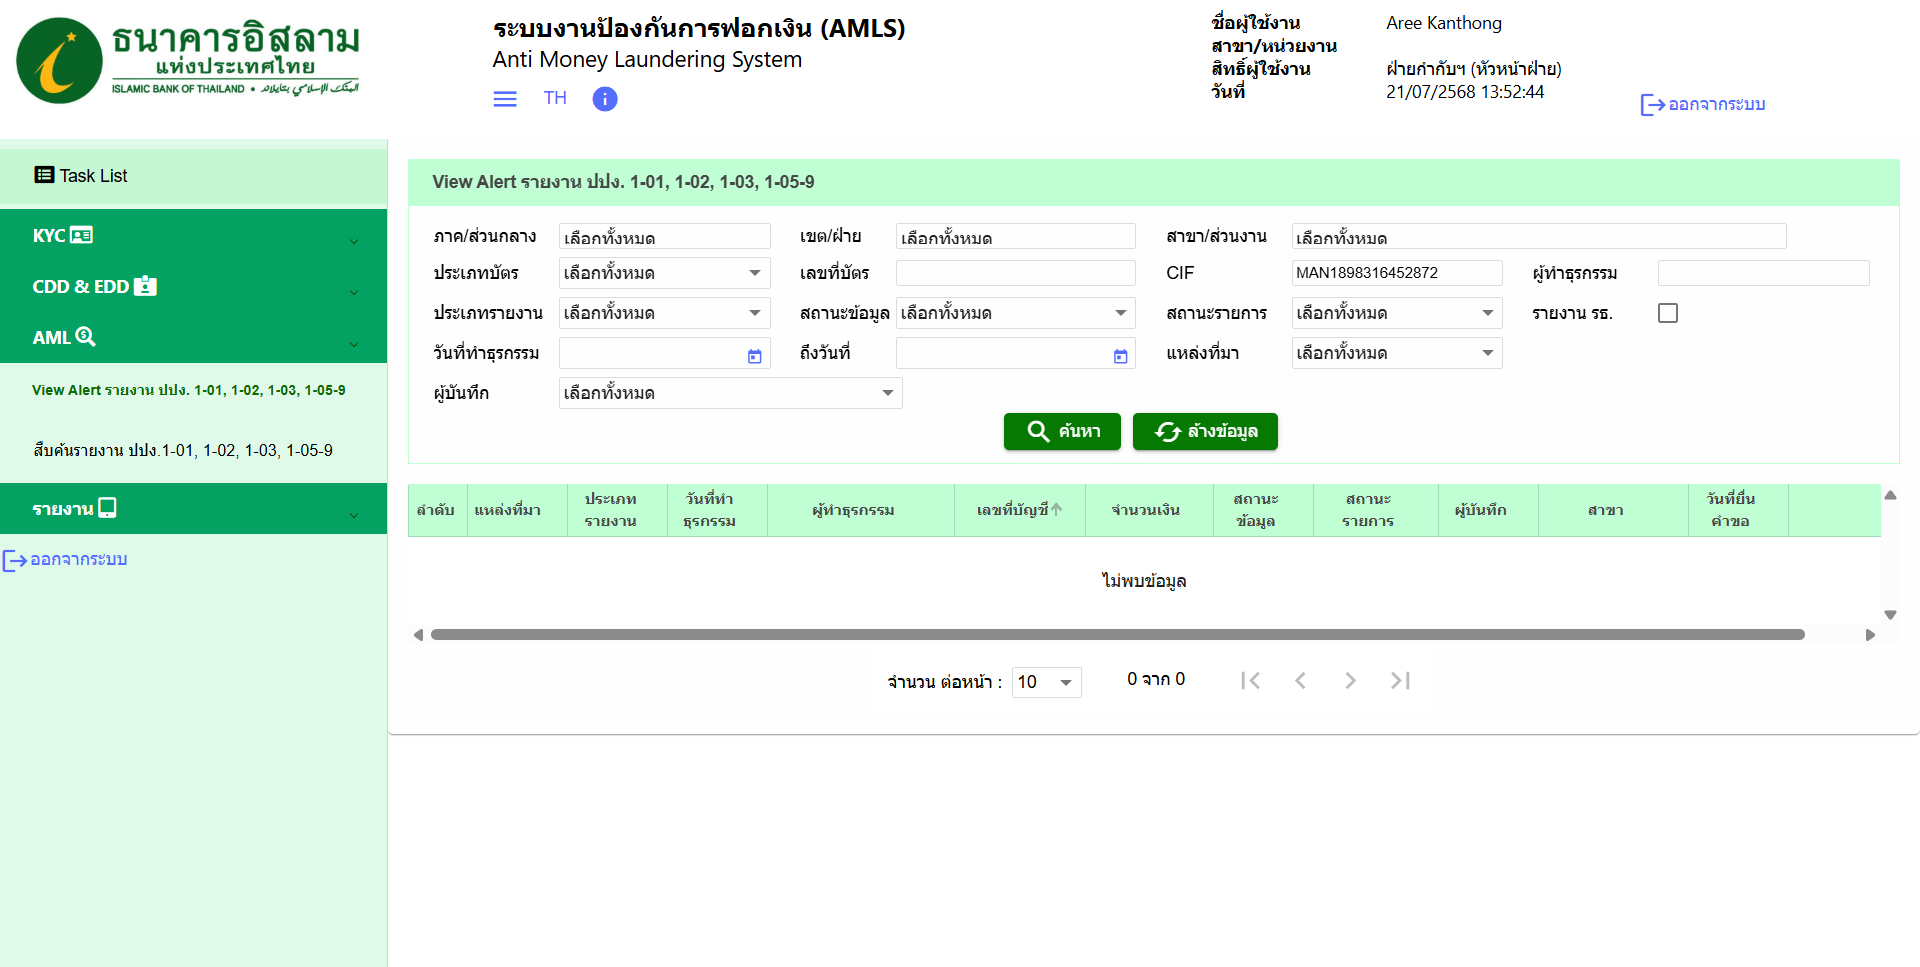 ธนาคารอิสลาม
แห่งประเทศไทย
ISLAMIC BANK OF THAILAND •
ระบบงานป้องกันการฟอกเงิน (AMLS)
Anti Money Laundering System
TH
ชื่อผู้ใช้งาน Aree Kanthong
สาขา/หน่วยงาน
สิทธิ์ผู้ใช้งาน ฝ่ายกำกับฯ (หัวหน้าฝ่าย)
วันที่ 21/07/2568 13:52:44
ออกจากระบบ
Task List
KYC
CDD & EDD
AML
View Alert รายงาน ปปง. 1-01, 1-02, 1-03, 1-05-9
สืบค้นรายงาน ปปง.1-01, 1-02, 1-03, 1-05-9
รายงาน
ออกจากระบบ
View Alert รายงาน ปปง. 1-01, 1-02, 1-03, 1-05-9
ภาค/ส่วนกลาง เลือกทั้งหมด เขต/ฝ่าย เลือกทั้งหมด สาขา/ส่วนงาน เลือกทั้งหมด
ประเภทบัตร เลือกทั้งหมด เลขที่บัตร CIF MAN1898316452872 ผู้ทำธุรกรรม
ประเภทรายงาน เลือกทั้งหมด สถานะข้อมูล เลือกทั้งหมด สถานะรายการ เลือกทั้งหมด รายงาน รธ.
วันที่ทำธุรกรรม ถึงวันที่ แหล่งที่มา เลือกทั้งหมด
ผู้บันทึก เลือกทั้งหมด
ค้นหา ล้างข้อมูล
ลำดับ แหล่งที่มา ประเภทรายงาน วันที่ทำธุรกรรม ผู้ทำธุรกรรม เลขที่บัญชี จำนวนเงิน สถานะข้อมูล สถานะรายการ ผู้บันทึก สาขา วันที่ยื่นคำขอ
ไม่พบข้อมูล
จำนวน ต่อหน้า : 10 0 จาก 0